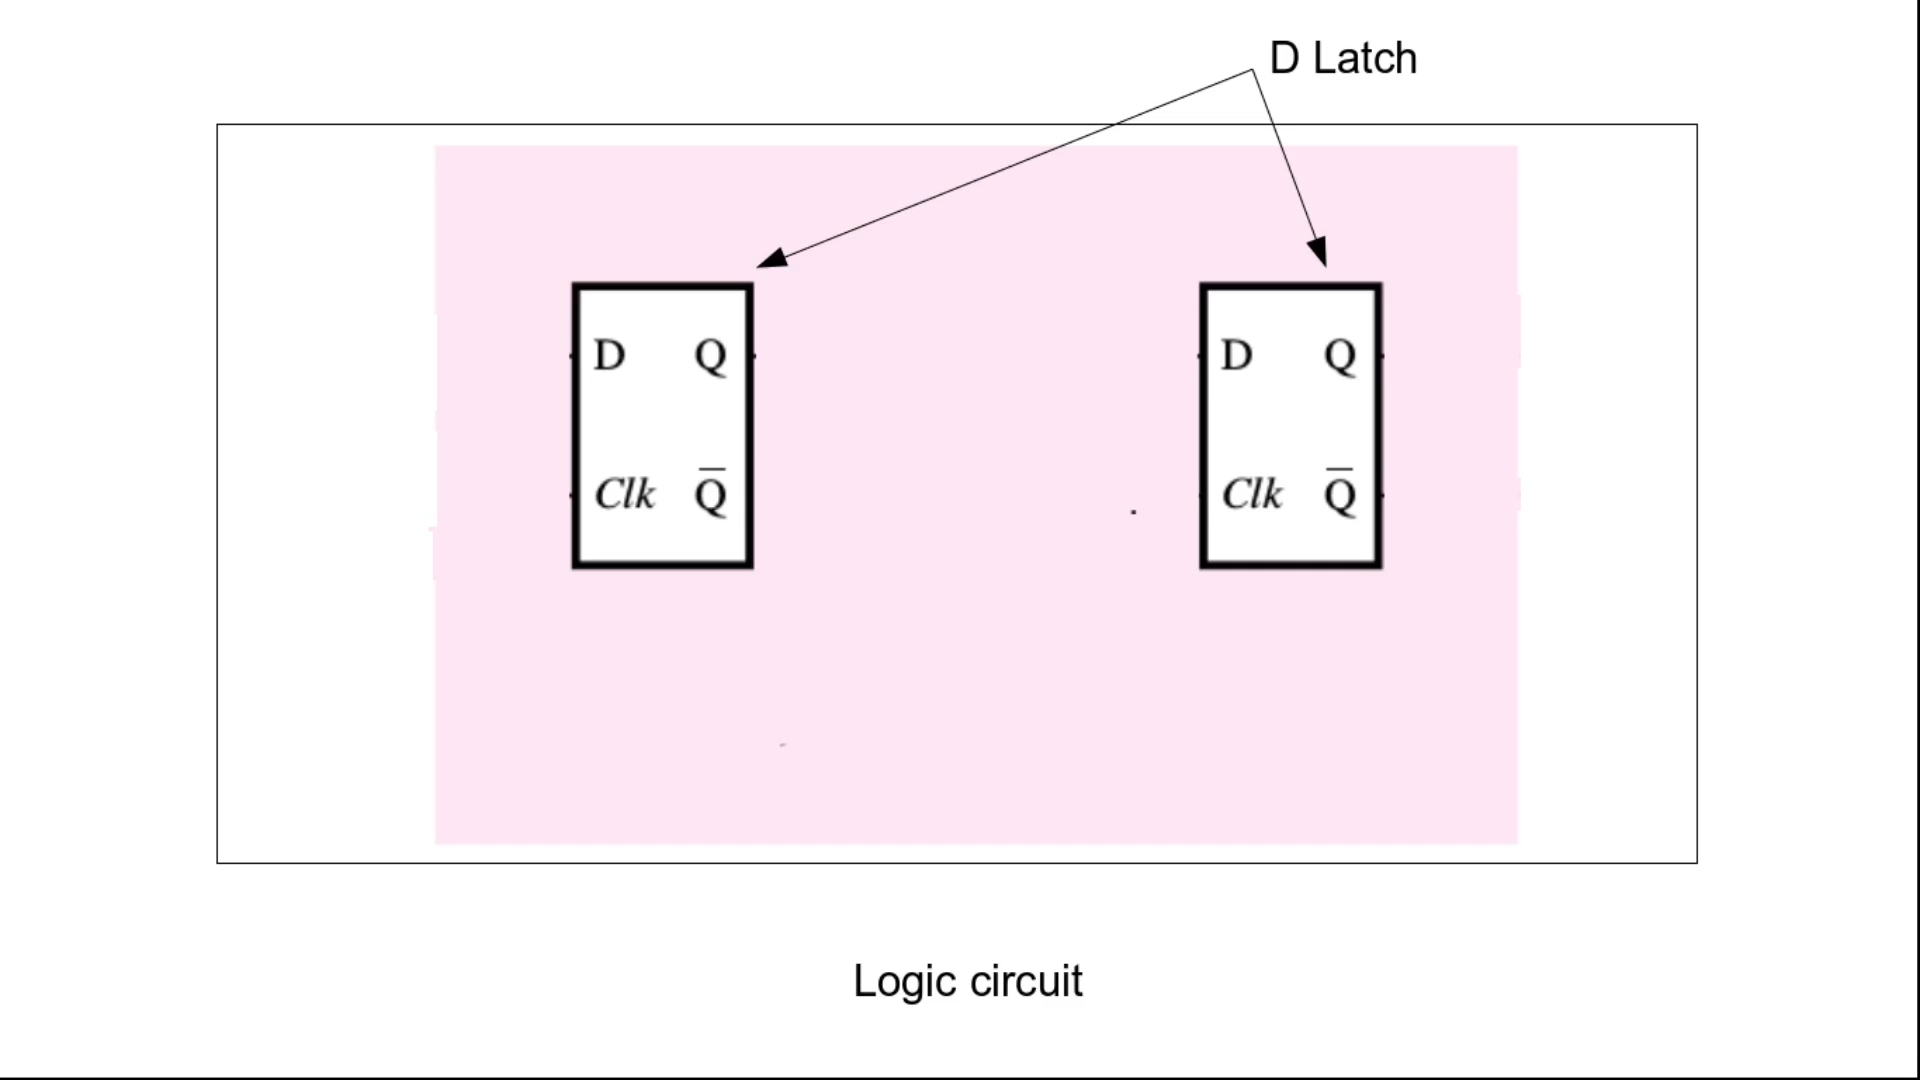 D Latch
D Q
Clk Q̅
D Q
Clk Q̅
Logic circuit